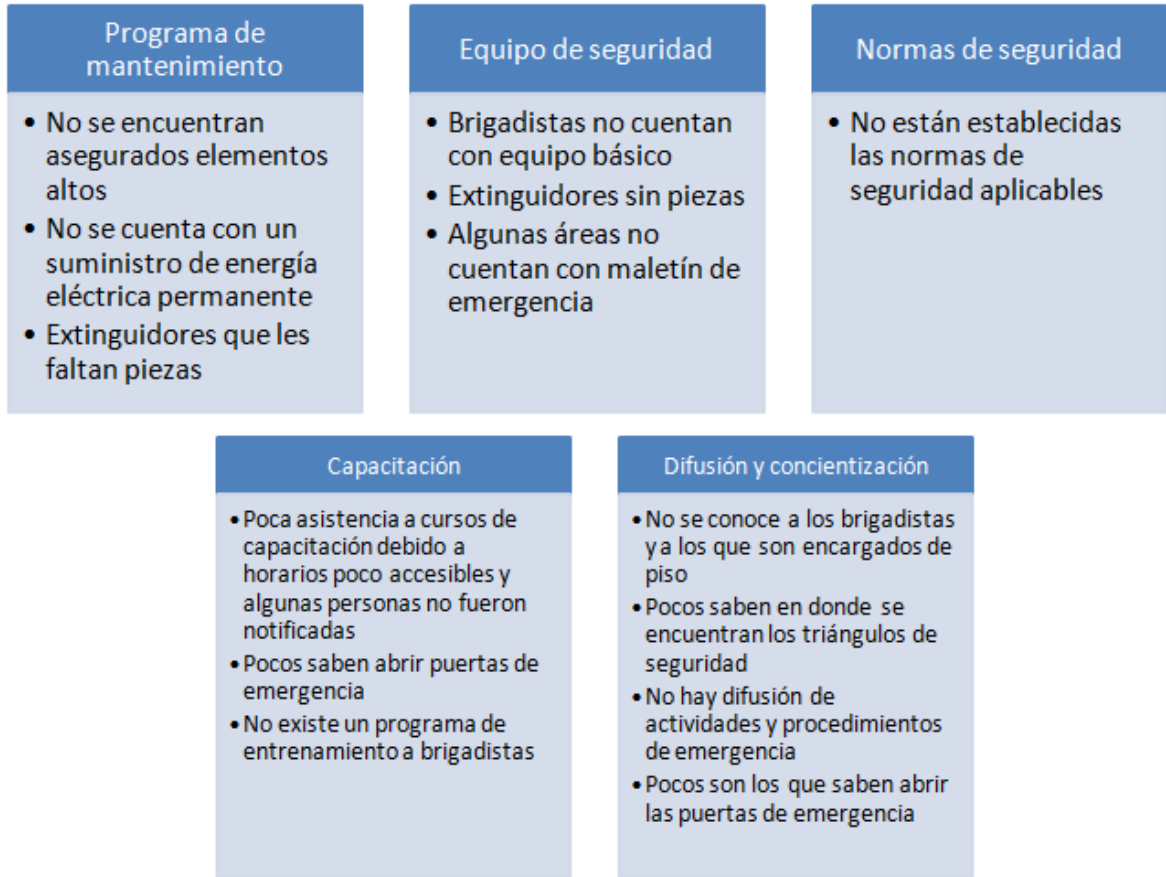 Programa de
mantenimiento
• No se encuentran
asegurados elementos
altos
• No se cuenta con un
suministro de energía
eléctrica permanente
• Extinguidores que les
faltan piezas
Equipo de seguridad
• Brigadistas no cuentan
con equipo básico
• Extinguidores sin piezas
• Algunas áreas no
cuentan con maletín de
emergencia
Normas de seguridad
• No están establecidas
las normas de
seguridad aplicables
Capacitación
• Poca asistencia a cursos de
capacitación debido a
horarios poco accesibles y
algunas personas no fueron
notificadas
• Pocos saben abrir puertas de
emergencia
• No existe un programa de
entrenamiento a brigadistas
Difusión y concientización
• No se conoce a los brigadistas
y a los que son encargados de
piso
• Pocos saben en donde se
encuentran los triángulos de
seguridad
• No hay difusión de
actividades y procedimientos
de emergencia
• Pocos son los que saben abrir
las puertas de emergencia